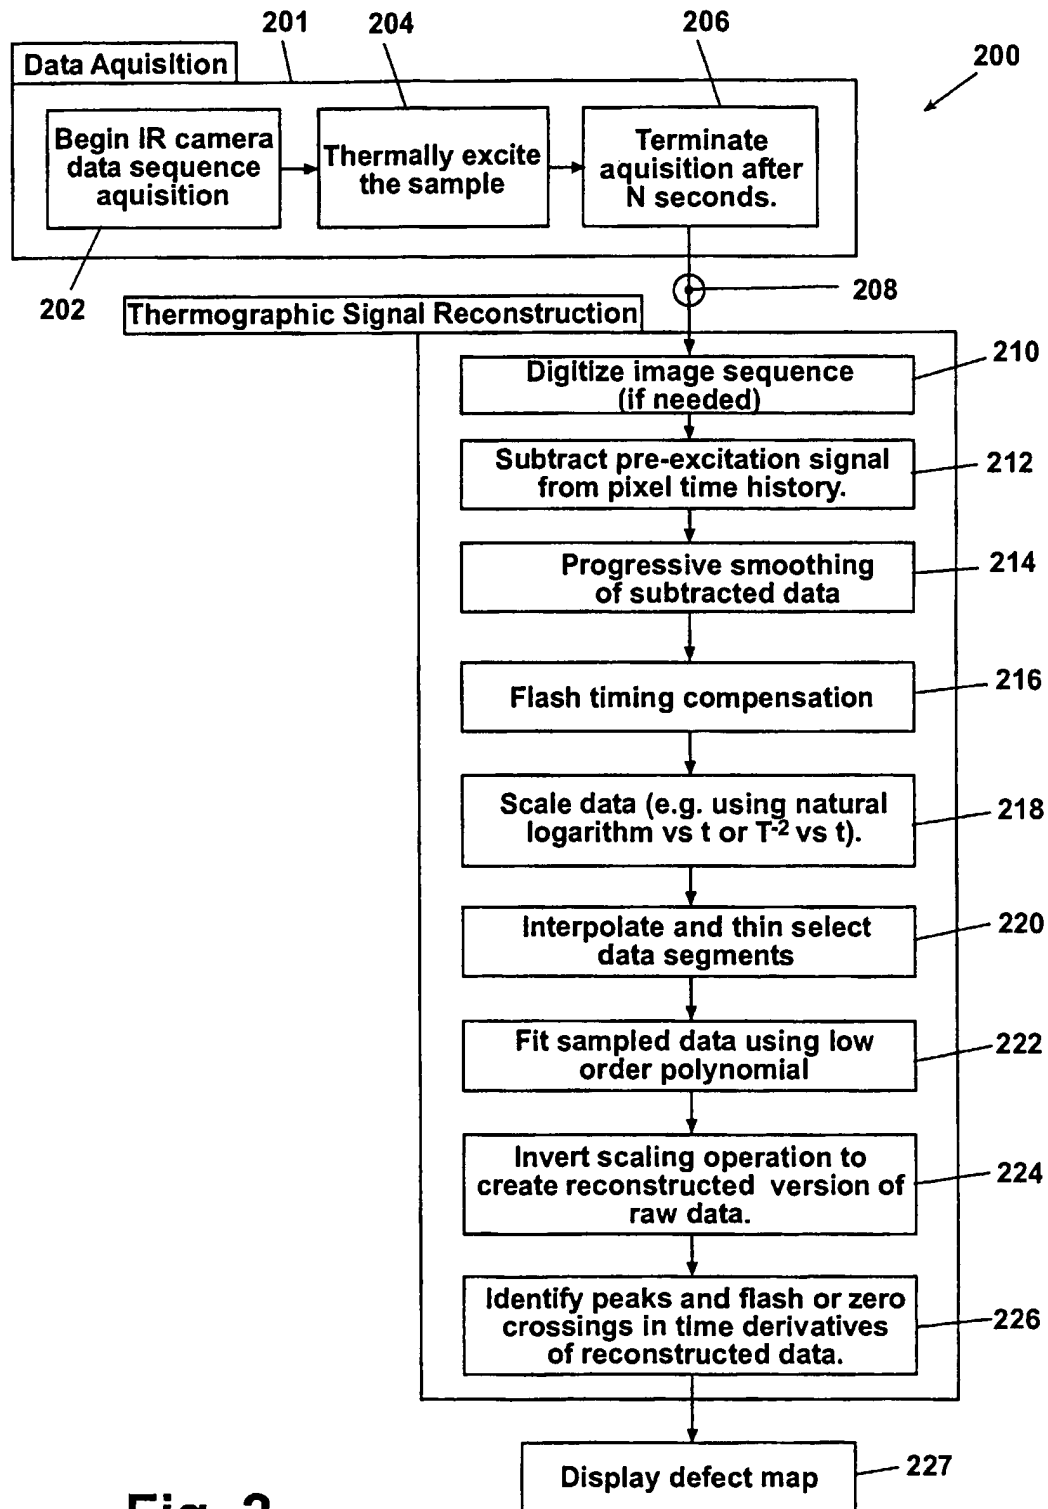 201
204
206
200
Data Aquisition
Begin IR camera
data sequence
aquisition
Thermally excite
the sample
Terminate
aquisition after
N seconds.
202
208
Thermographic Signal Reconstruction
Digitize image sequence
(if needed)
210
Subtract pre-excitation signal
from pixel time history.
212
Progressive smoothing
of subtracted data
214
Flash timing compensation
216
Scale data (e.g. using natural
logarithm vs t or T-2 vs t).
218
Interpolate and thin select
data segments
220
Fit sampled data using low
order polynomial
222
Invert scaling operation to
create reconstructed version of
raw data.
224
Identify peaks and flash or zero
crossings in time derivatives
of reconstructed data.
226
Display defect map
227
Fig.